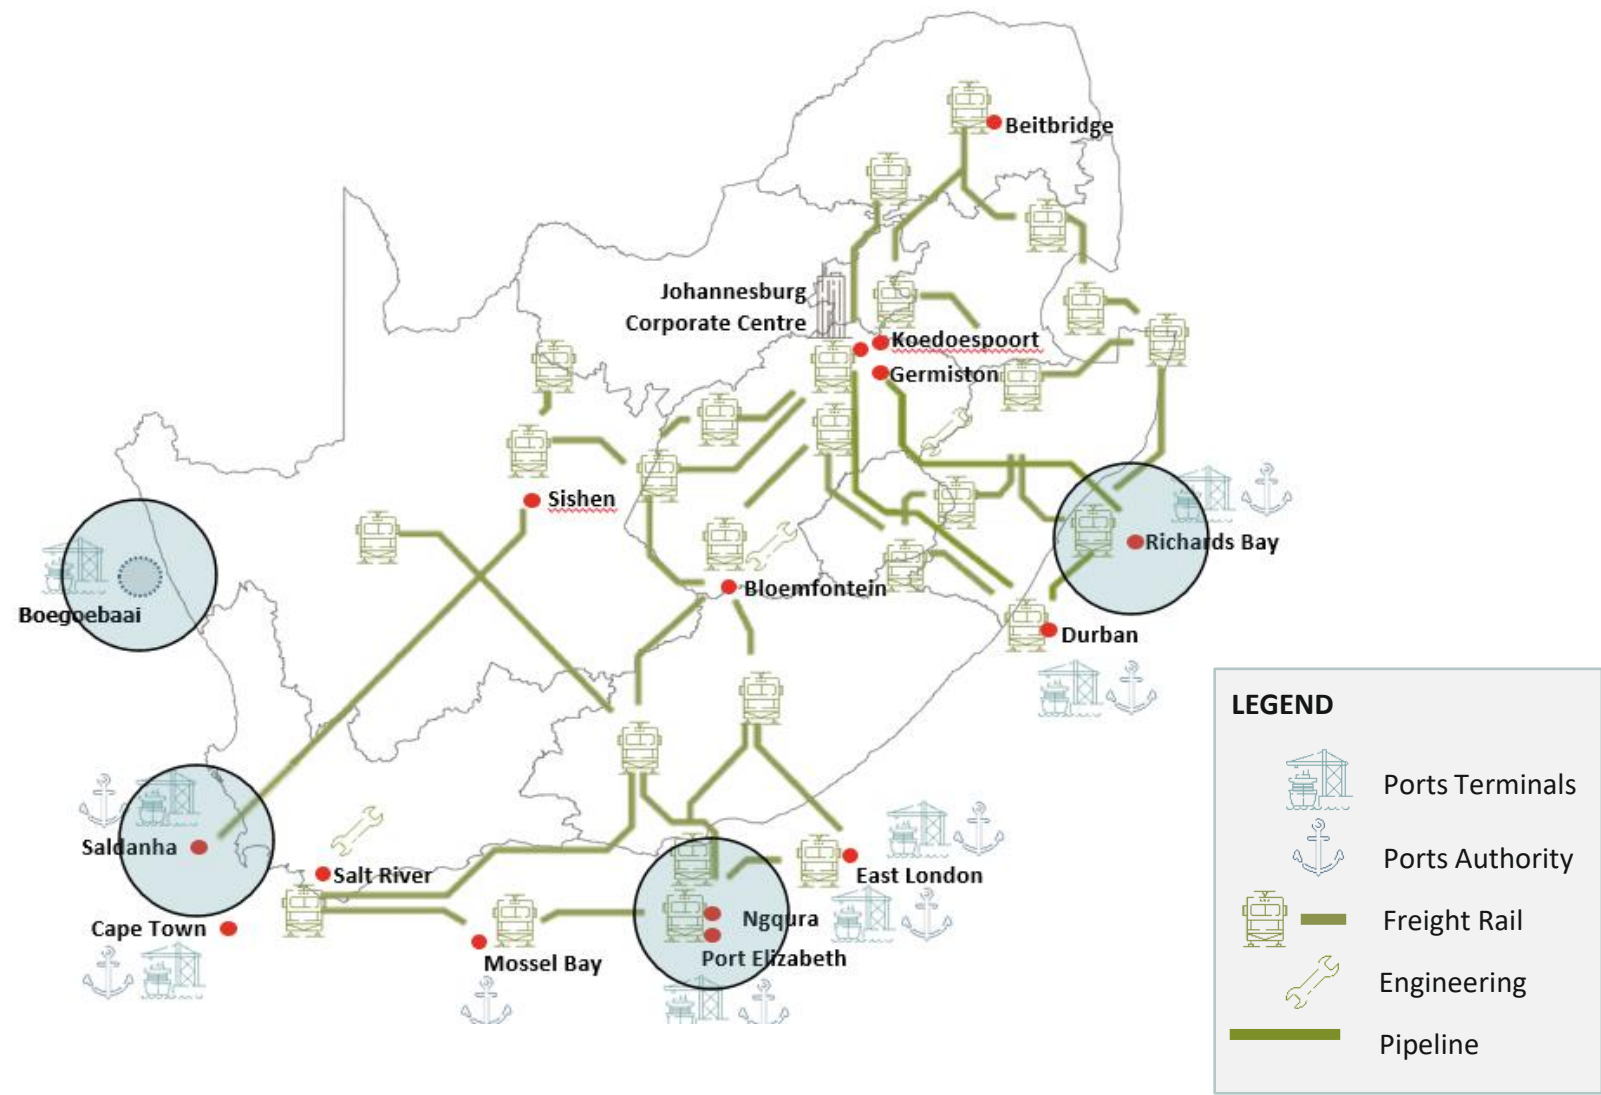 Beitbridge
Johannesburg
Corporate Centre
Koedoespoort
Germiston
Sishen
Richards Bay
Bloemfontein
Boegoebaai
Durban
Saldanha
Salt River
East London
Cape Town
Ngqura
Mossel Bay
Port Elizabeth
LEGEND
Ports Terminals
Ports Authority
Freight Rail
Engineering
Pipeline